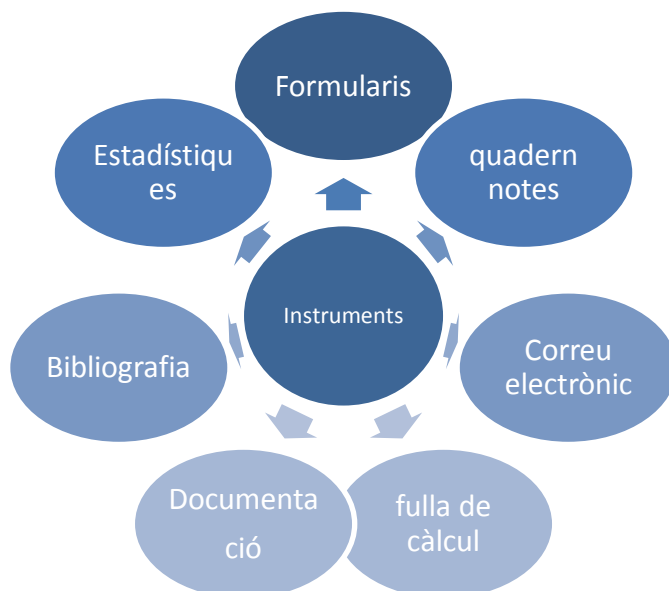 Formularis
quadern
notes
Correu
electrònic
fulla de
càlcul
Documenta
ció
Bibliografia
Estadístiqu
es
Instruments